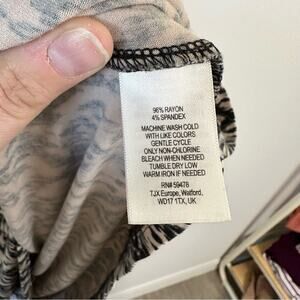 96% RAYON
4% SPANDEX
MACHINE WASH COLD
WITH LIKE COLORS
GENTLE CYCLE
ONLY NON-CHLORINE
BLEACH WHEN NEEDED
TUMBLE DRY LOW
WARM IRON IF NEEDED
RN# 59478
TJX Europe, Watford,
WD17 1TX, UK